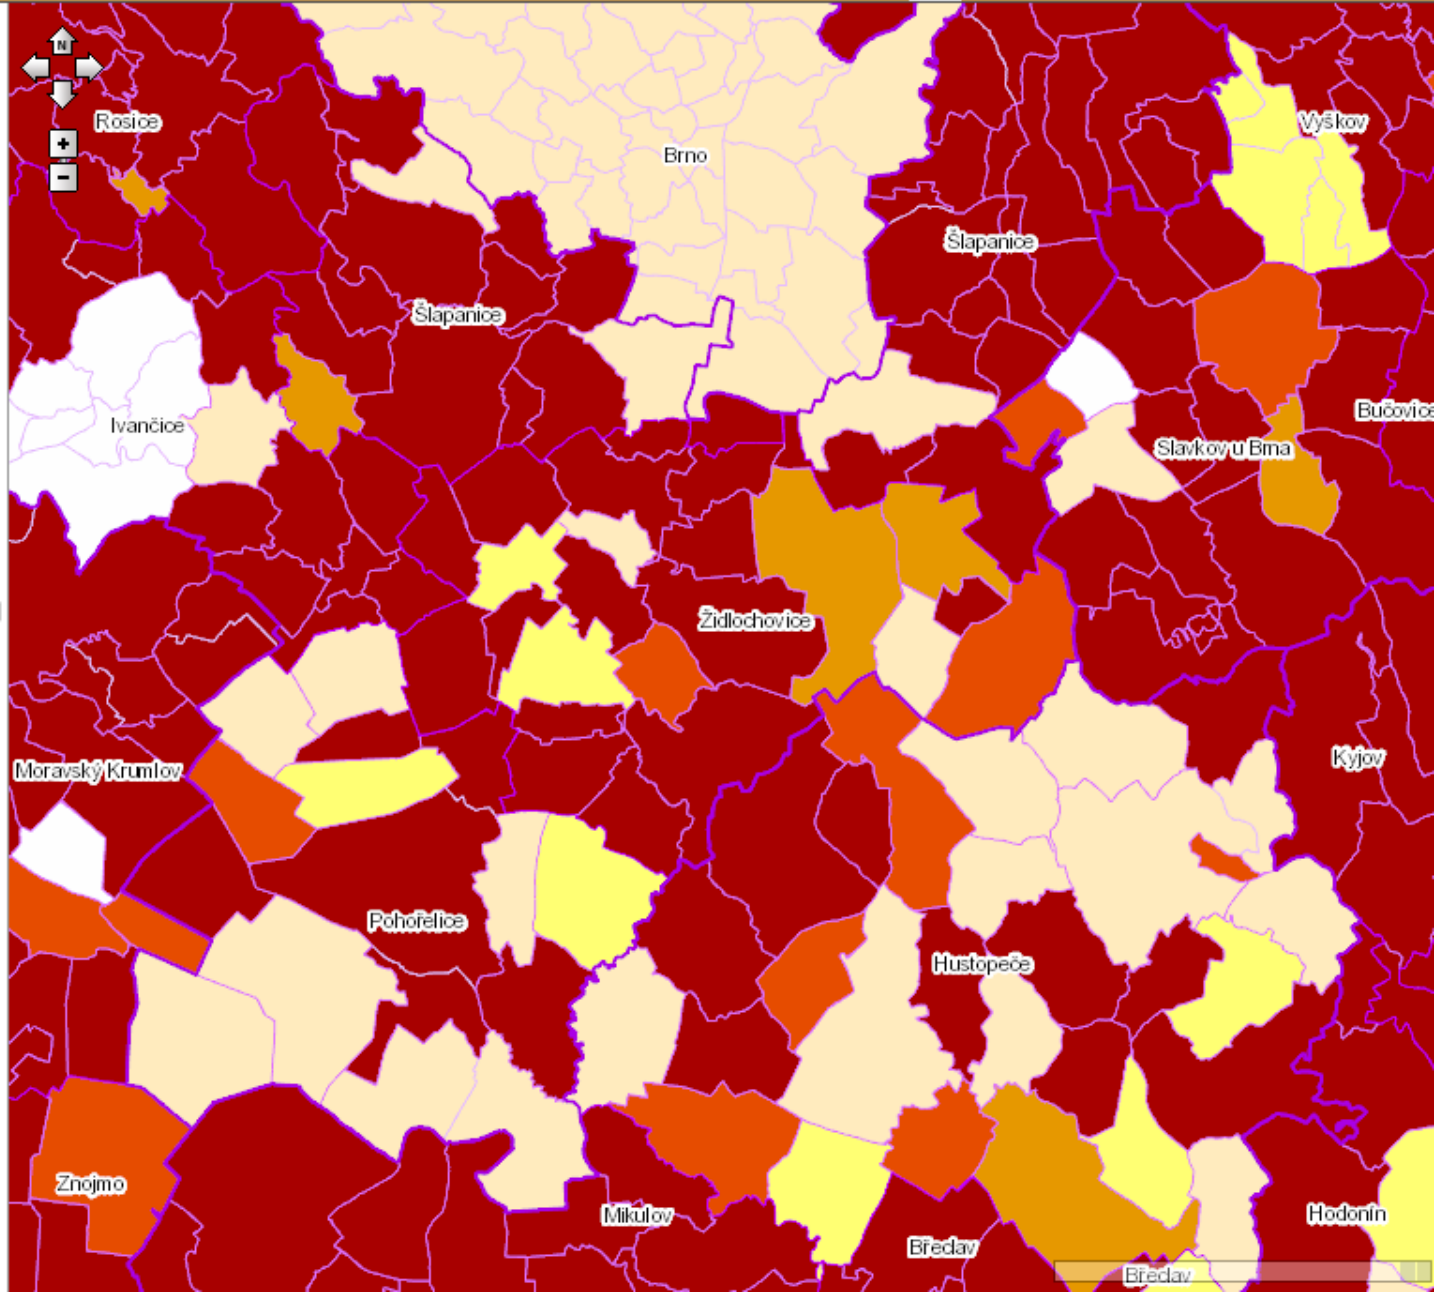 N
Rosice
Vyškov
Brno
+
−
Šlapanice
Šlapanice
Bučovice
Ivančice
Slavkov u Brna
Židlochovice
Kyjov
Moravský Krumlov
Pohořelice
Hustopeče
Znojmo
Mikulov
Hodonín
Břeclav
Břeclav